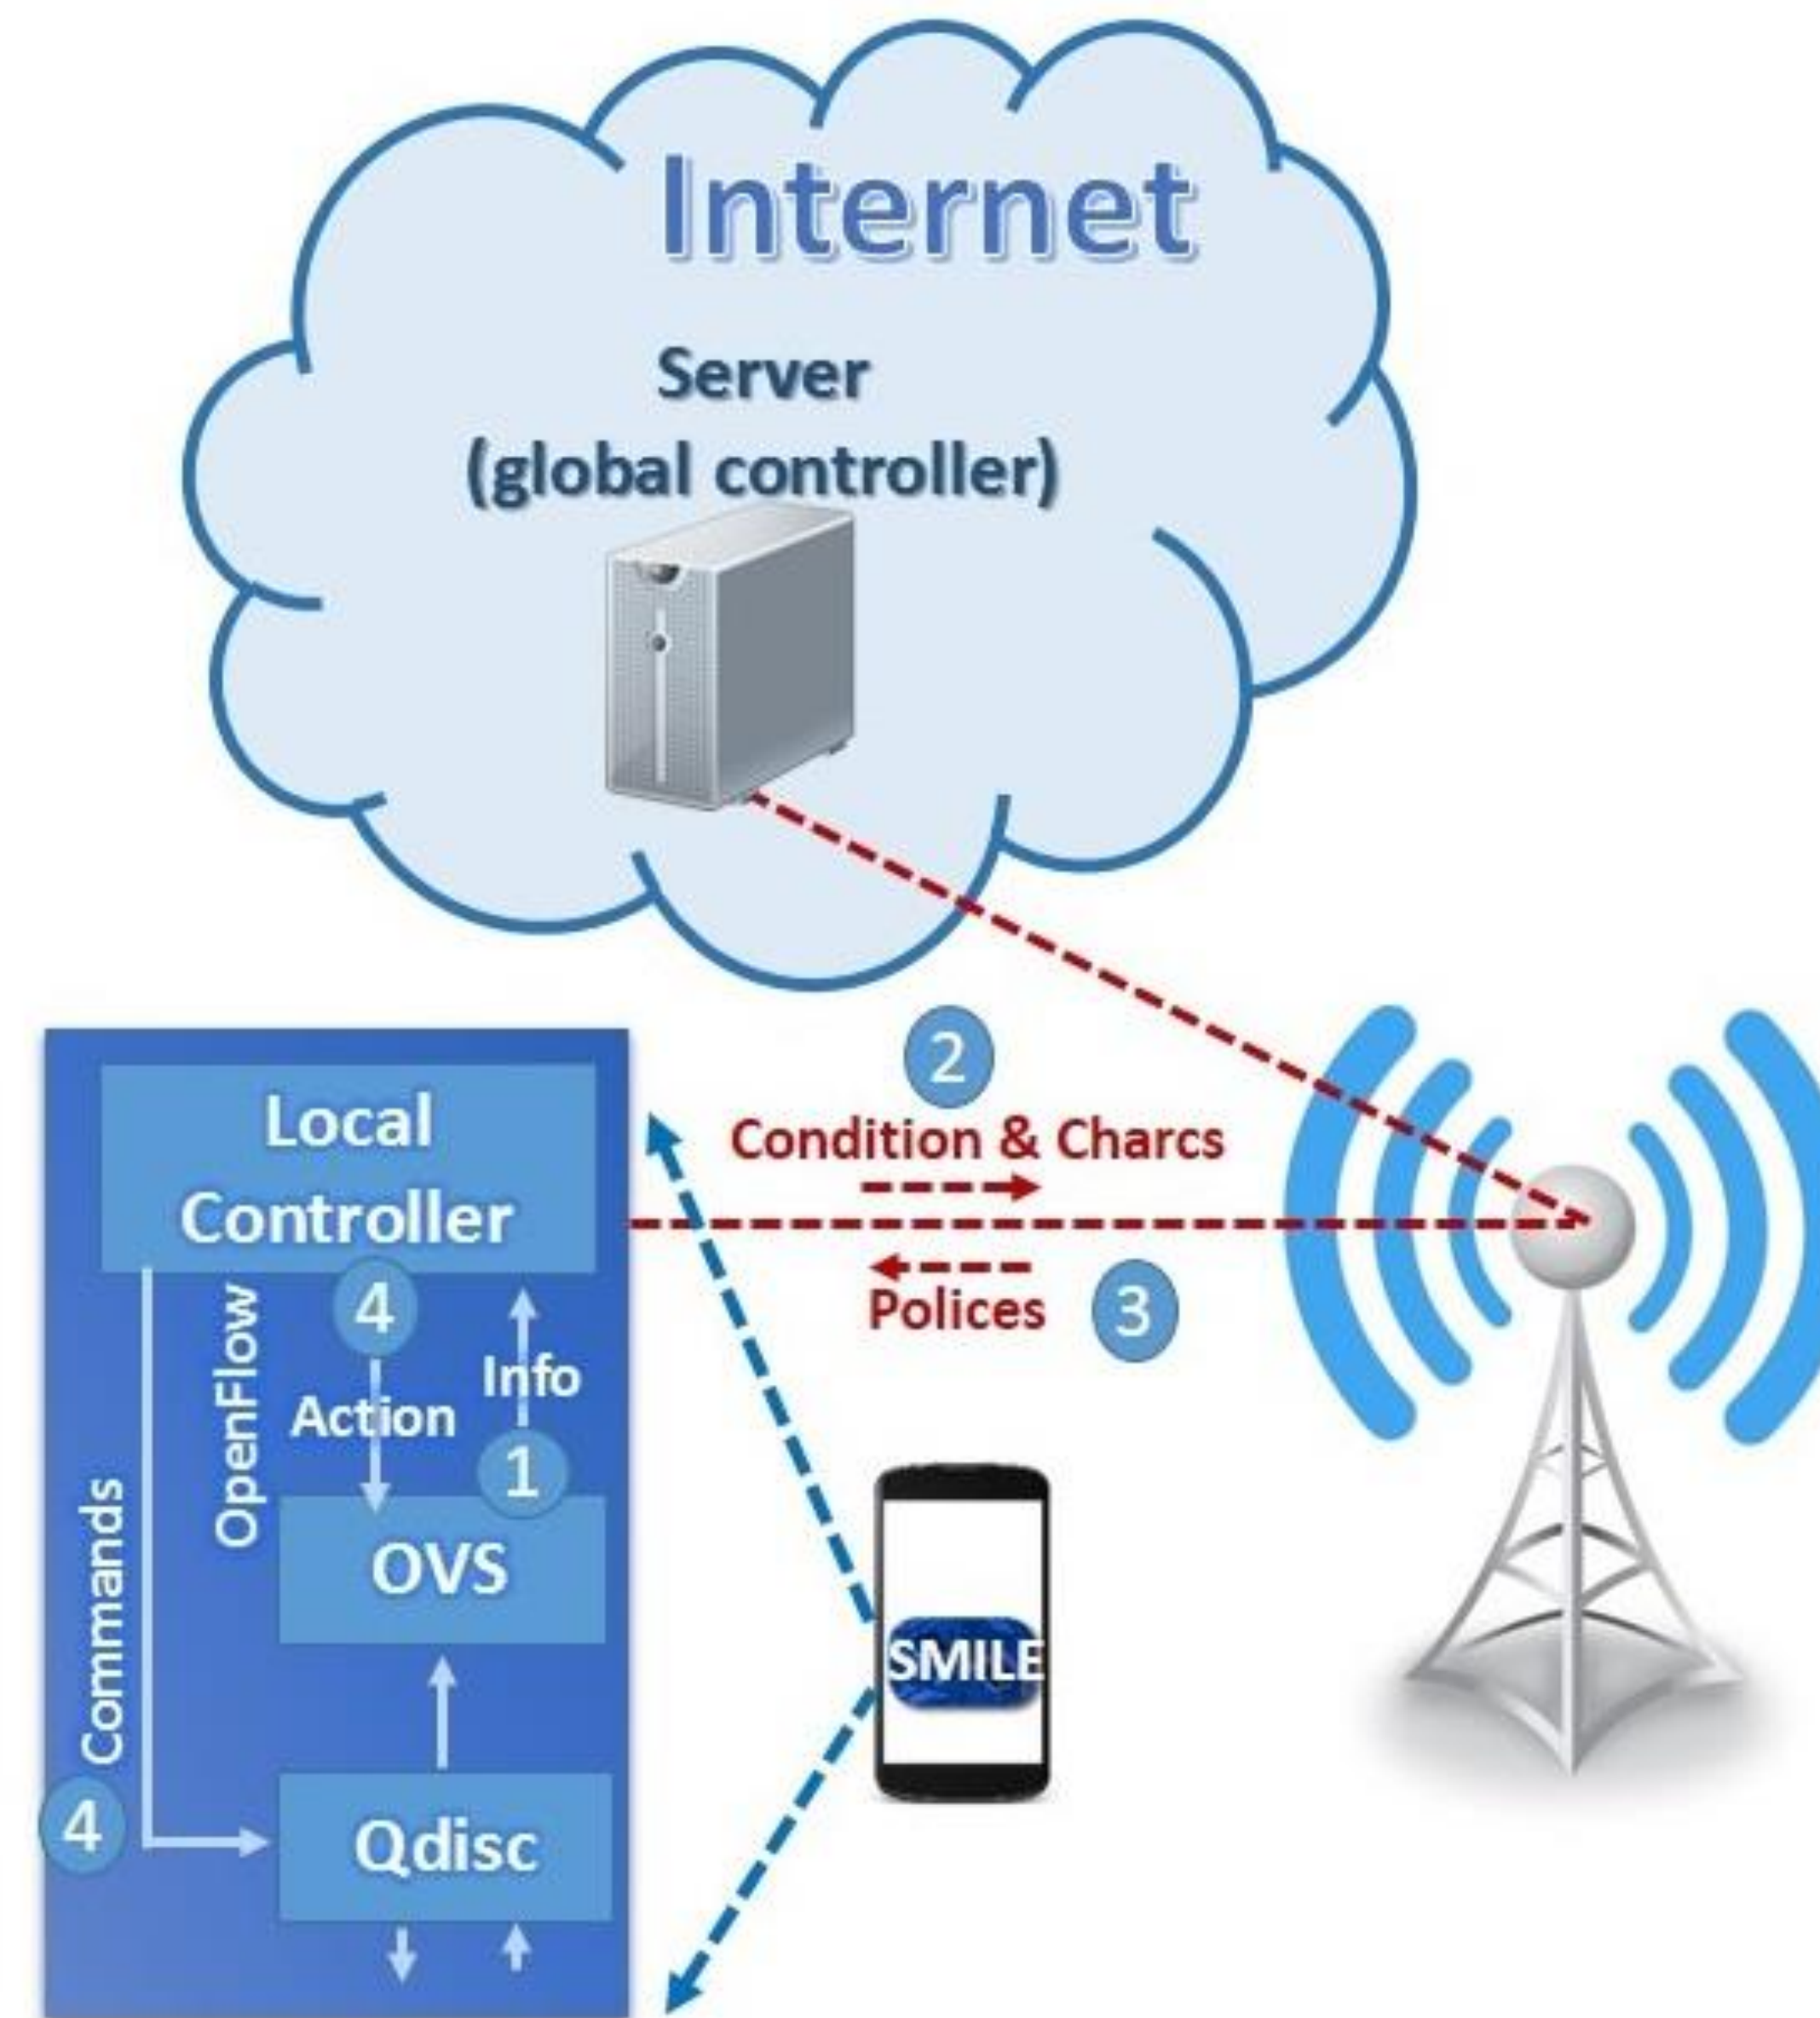 Internet
Server
(global controller)
2
Condition & Charcs
Polices
3
Local
Controller
4
OpenFlow
Info
Action
1
Commands
OVS
SMILE
4
Qdisc